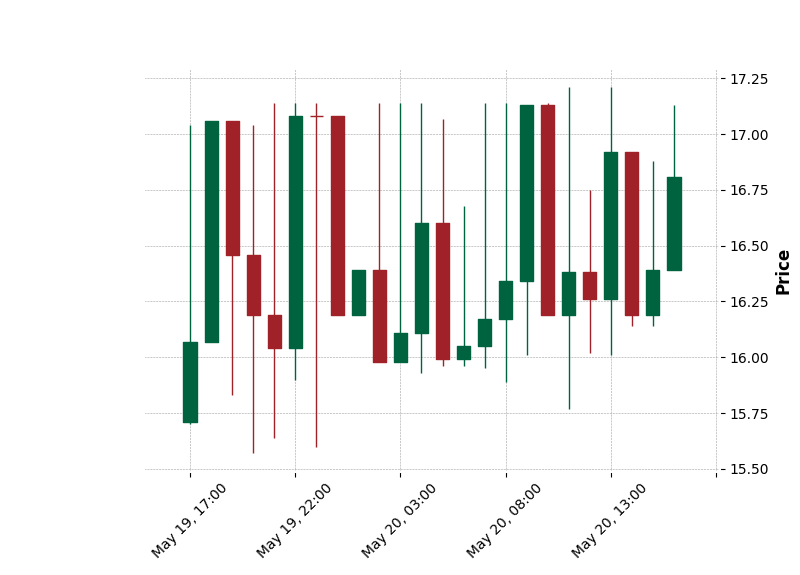 17.25
17.00
16.75
16.50
16.25
16.00
15.75
15.50
Price
May 19, 17:00
May 19, 22:00
May 20, 03:00
May 20, 08:00
May 20, 13:00